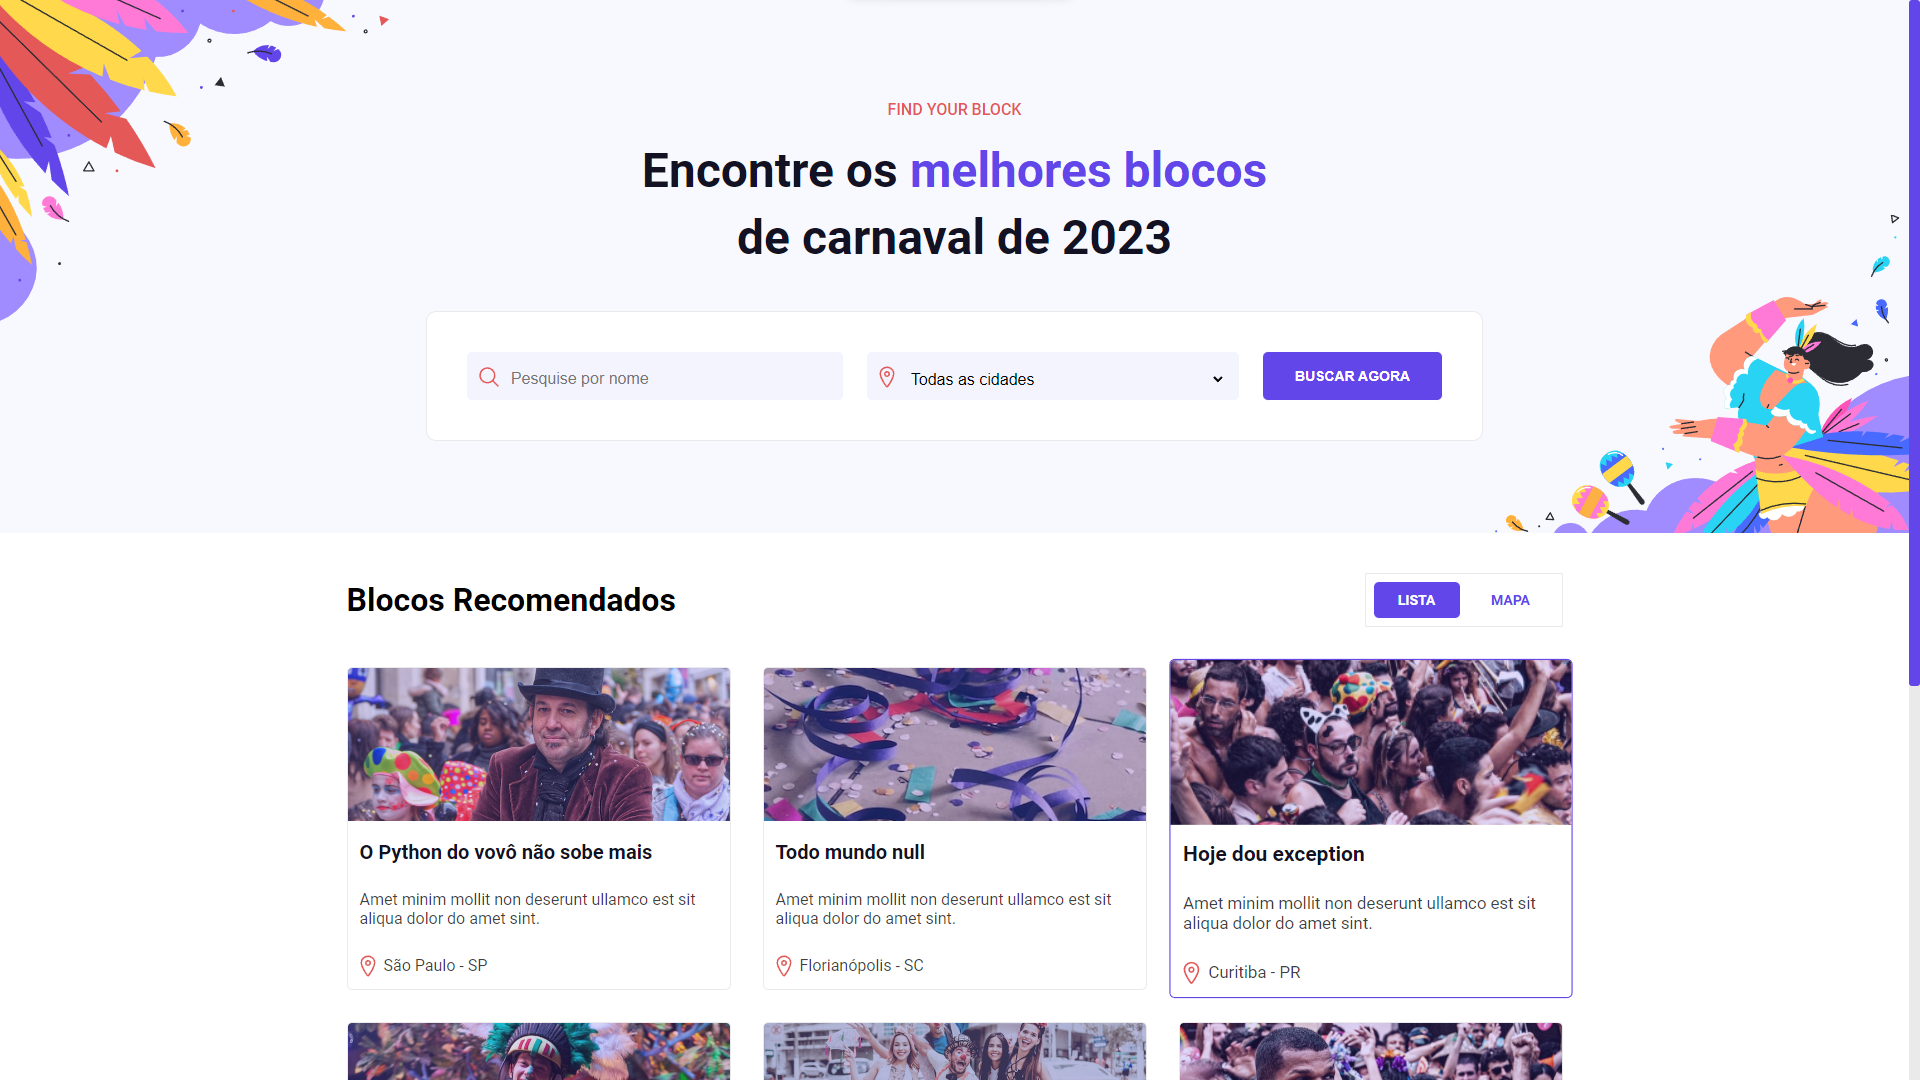 FIND YOUR BLOCK
Encontre os melhores blocos
de carnaval de 2023
Pesquise por nome
Todas as cidades
BUSCAR AGORA
Blocos Recomendados
LISTA
MAPA
O Python do vovô não sobe mais
Amet minim mollit non deserunt ullamco est sit
aliqua dolor do amet sint.
São Paulo - SP
Todo mundo null
Amet minim mollit non deserunt ullamco est sit
aliqua dolor do amet sint.
Florianópolis - SC
Hoje dou exception
Amet minim mollit non deserunt ullamco est sit
aliqua dolor do amet sint.
Curitiba - PR